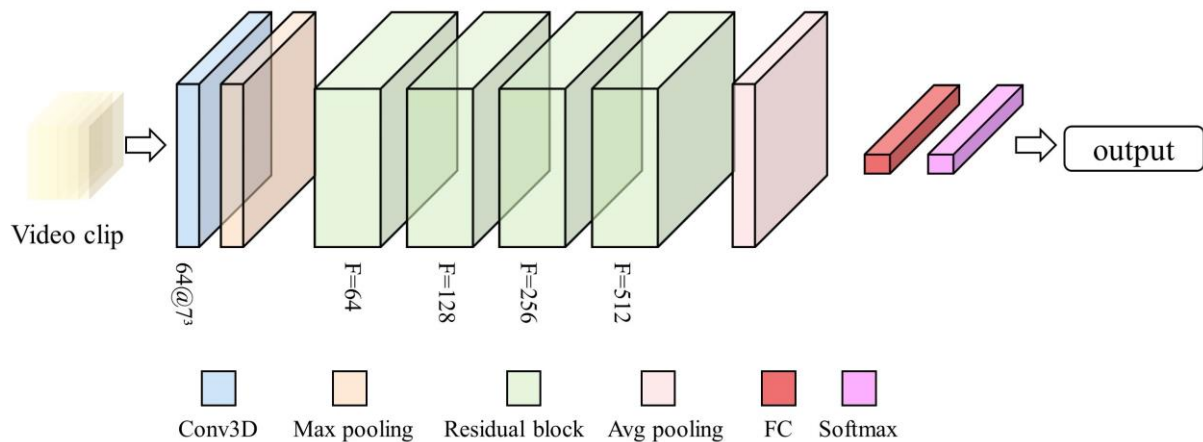 Video clip
output
64@7³
F=64
F=128
F=256
F=512
Conv3D
Max pooling
Residual block
Avg pooling
FC
Softmax